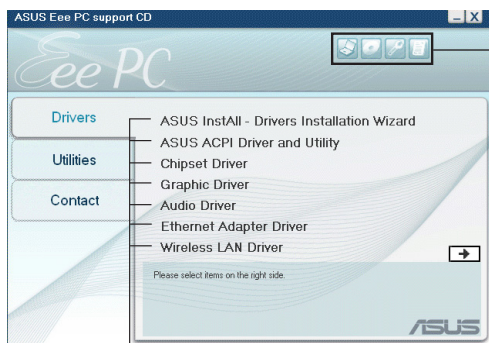 ASUS Eee PC support CD
Eee PC
Drivers
Utilities
Contact
ASUS InstAll - Drivers Installation Wizard
ASUS ACPI Driver and Utility
Chipset Driver
Graphic Driver
Audio Driver
Ethernet Adapter Driver
Wireless LAN Driver
Please select items on the right side.
ASUS